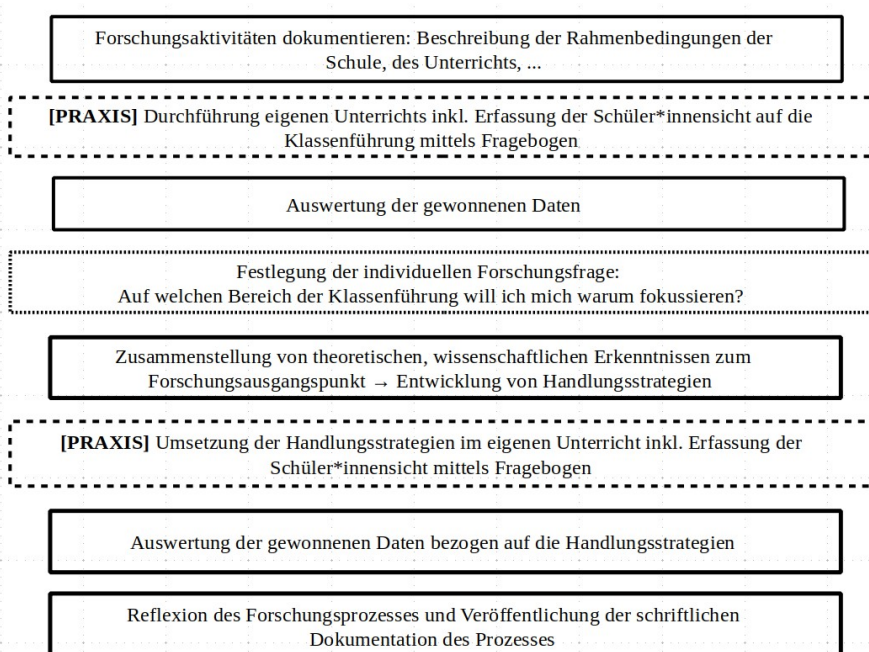 Forschungsaktivitäten dokumentieren: Beschreibung der Rahmenbedingungen der
Schule, des Unterrichts, ...
[PRAXIS] Durchführung eigenen Unterrichts inkl. Erfassung der Schüler*innensicht auf die
Klassenführung mittels Fragebogen
Auswertung der gewonnenen Daten
Festlegung der individuellen Forschungsfrage:
Auf welchen Bereich der Klassenführung will ich mich warum fokussieren?
Zusammenstellung von theoretischen, wissenschaftlichen Erkenntnissen zum
Forschungsausgangspunkt → Entwicklung von Handlungsstrategien
[PRAXIS] Umsetzung der Handlungsstrategien im eigenen Unterricht inkl. Erfassung der
Schüler*innensicht mittels Fragebogen
Auswertung der gewonnenen Daten bezogen auf die Handlungsstrategien
Reflexion des Forschungsprozesses und Veröffentlichung der schriftlichen
Dokumentation des Prozesses